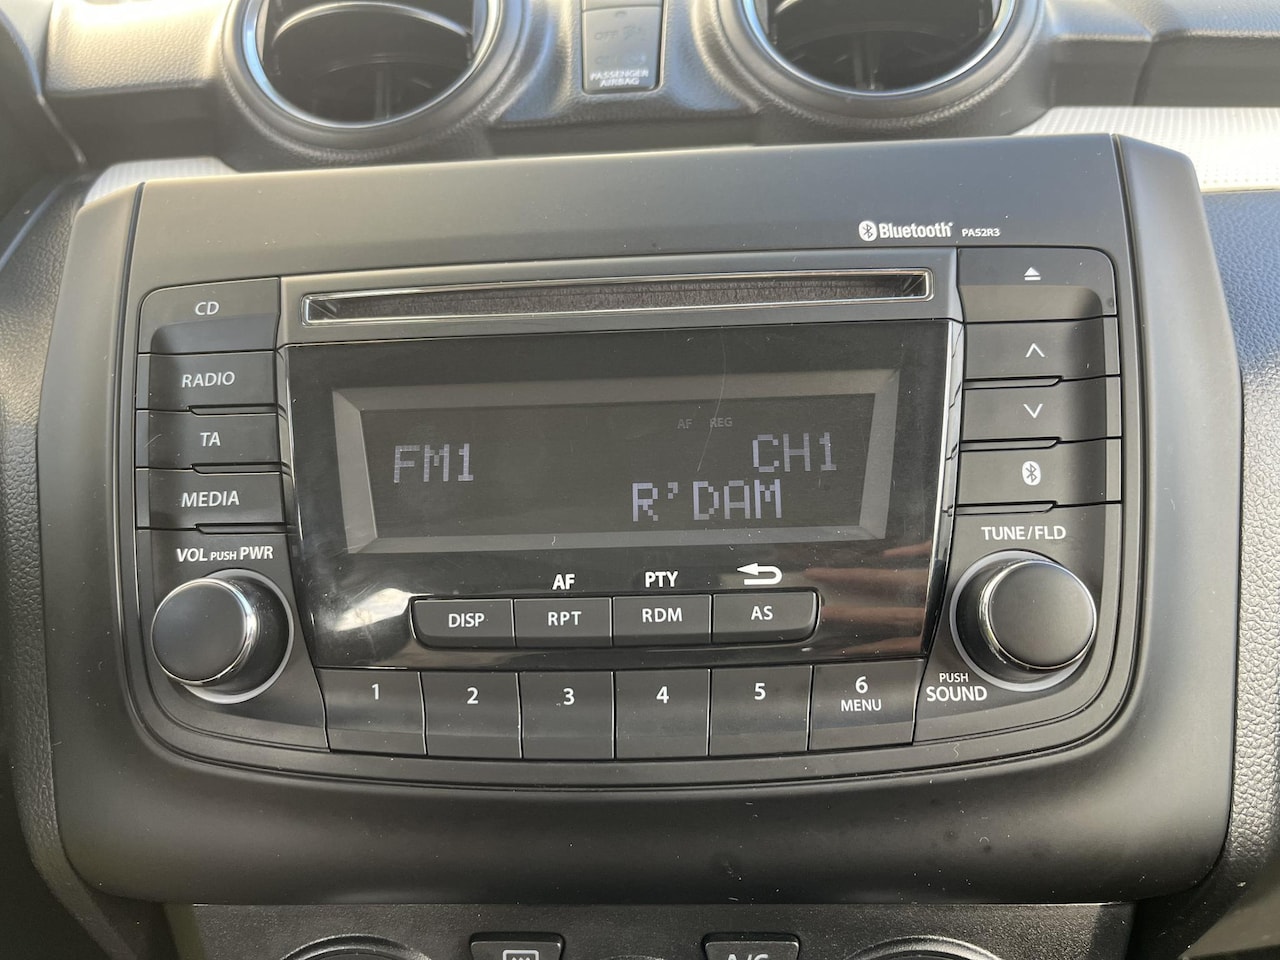 OFF
PASSENGER
AIRBAG
Bluetooth PA52R3
CD
RADIO
TA
MEDIA
VOL PUSH PWR
AF REG
FM1 CH1
R'DAM
TUNE/FLD
AF PTY
DISP RPT RDM AS
1 2 3 4 5 6
MENU
PUSH
SOUND
A/C